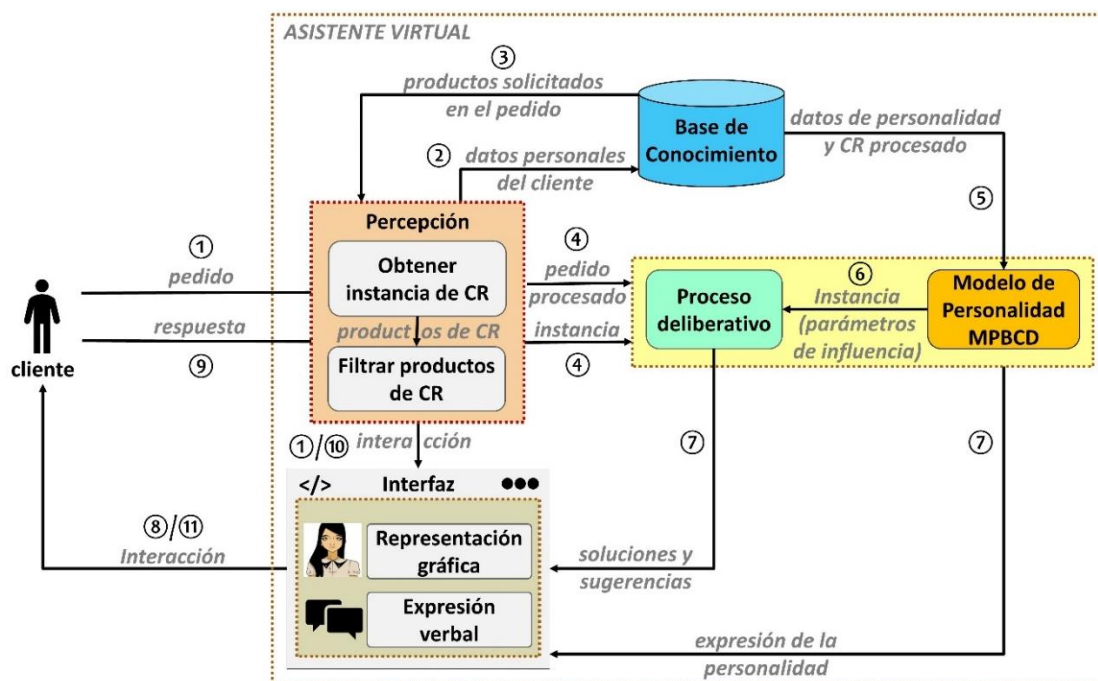 ASISTENTE VIRTUAL
③
productos solicitados
en el pedido
Base de
Conocimiento
datos de personalidad
y CR procesado
②
datos personales
del cliente
⑤
Percepción
①
pedido
Obtener
instancia de CR
④
pedido
procesado
Proceso
deliberativo
⑥
Instancia
(parámetros
de influencia)
Modelo de
Personalidad
MPBCD
respuesta
⑨
productos de CR
instancia
④
cliente
Filtrar productos
de CR
①/⑩
interacción
⑦
⑦
</>
Interfaz
⑧/⑪
Interacción
Representación
gráfica
soluciones y
sugerencias
Expresión
verbal
expresión de la
personalidad